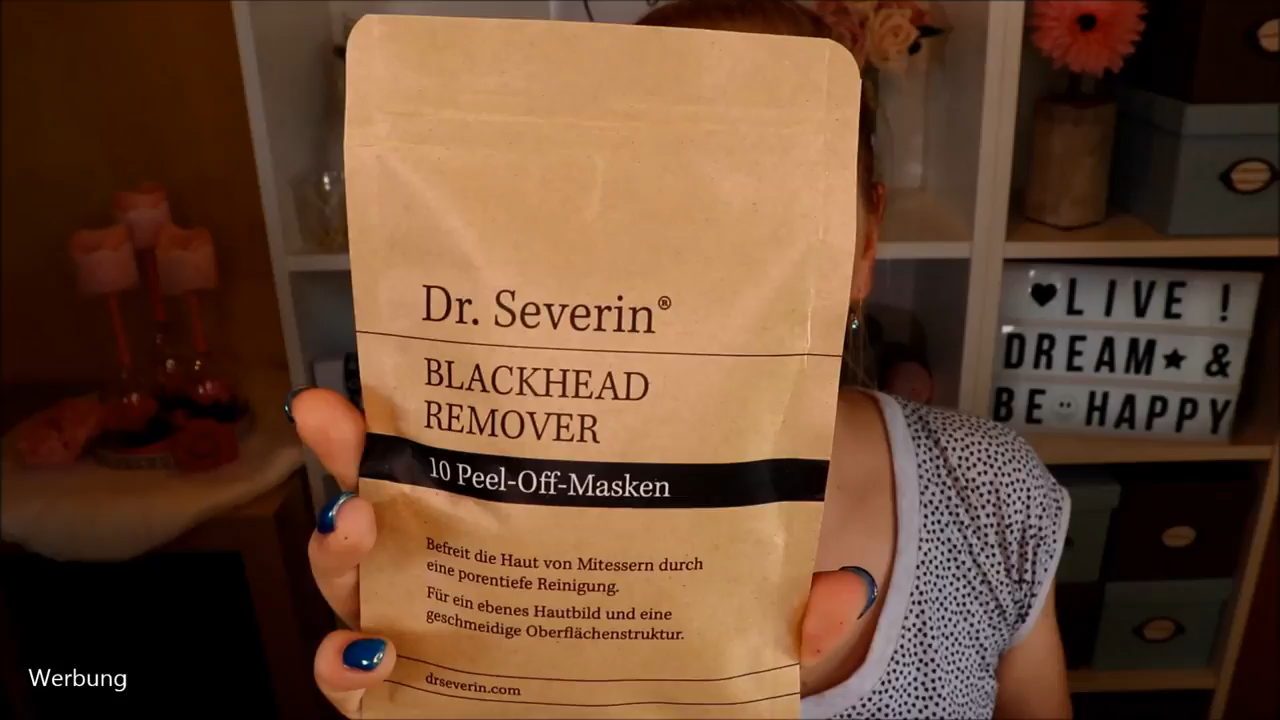 Dr. Severin®
BLACKHEAD
REMOVER
10 Peel-Off-Masken
Befreit die Haut von Mitessern durch
eine porentiefe Reinigung.
Für ein ebenes Hautbild und eine
geschmeidige Oberflächenstruktur.
drseverin.com
♥LIVE!
DREAM★&
BE HAPPY
Werbung